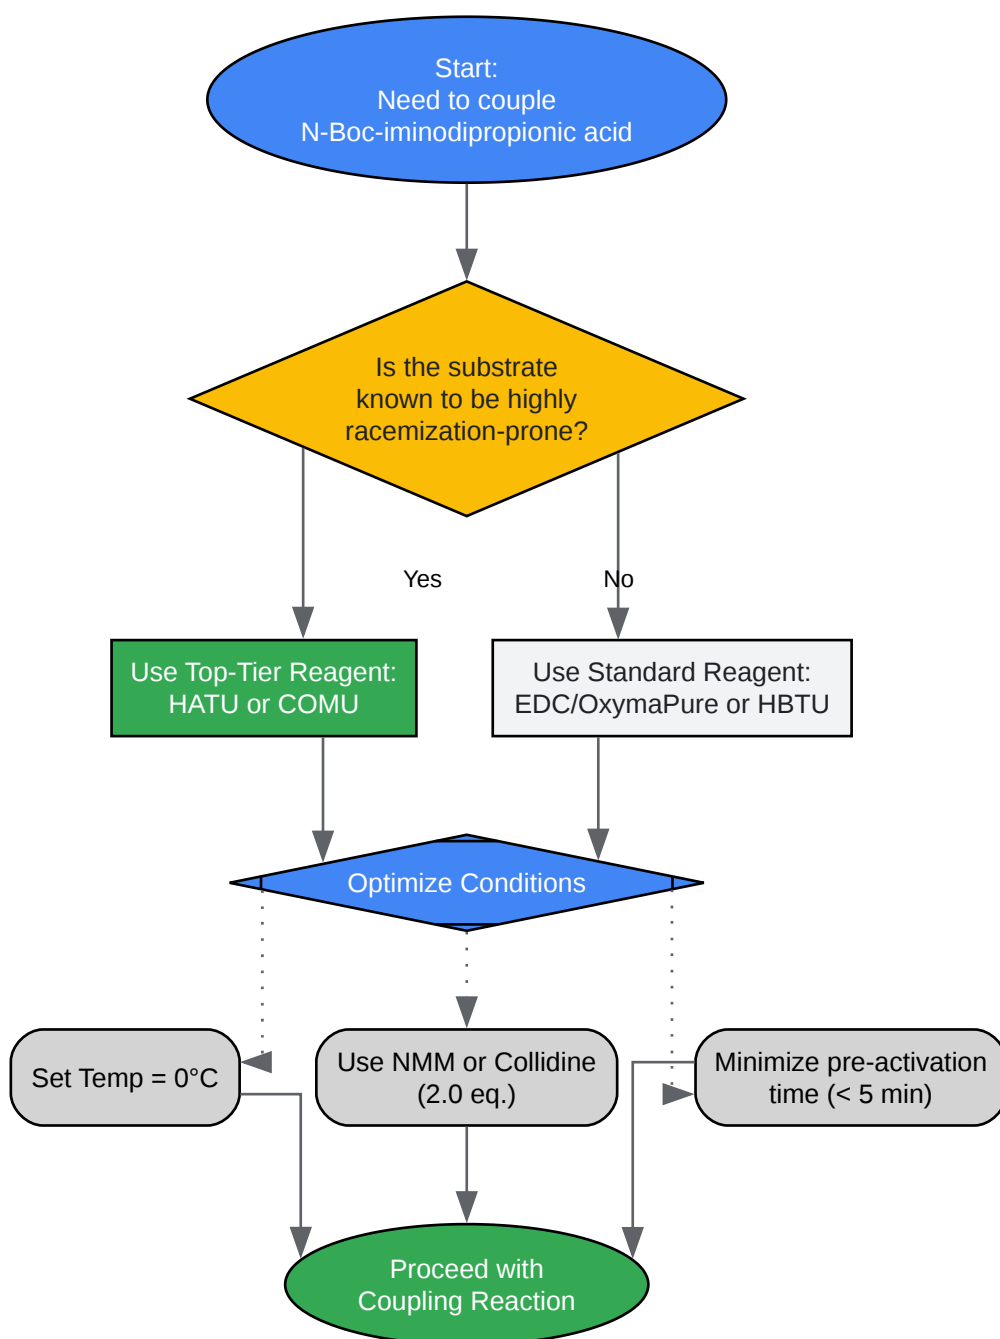 Start:
Need to couple
N-Boc-iminodipropionic acid
Is the substrate
known to be highly
racemization-prone?
Yes
No
Use Top-Tier Reagent:
HATU or COMU
Use Standard Reagent:
EDC/OxymaPure or HBTU
Optimize Conditions
Set Temp = 0°C
Use NMM or Collidine
(2.0 eq.)
Minimize pre-activation
time (< 5 min)
Proceed with
Coupling Reaction